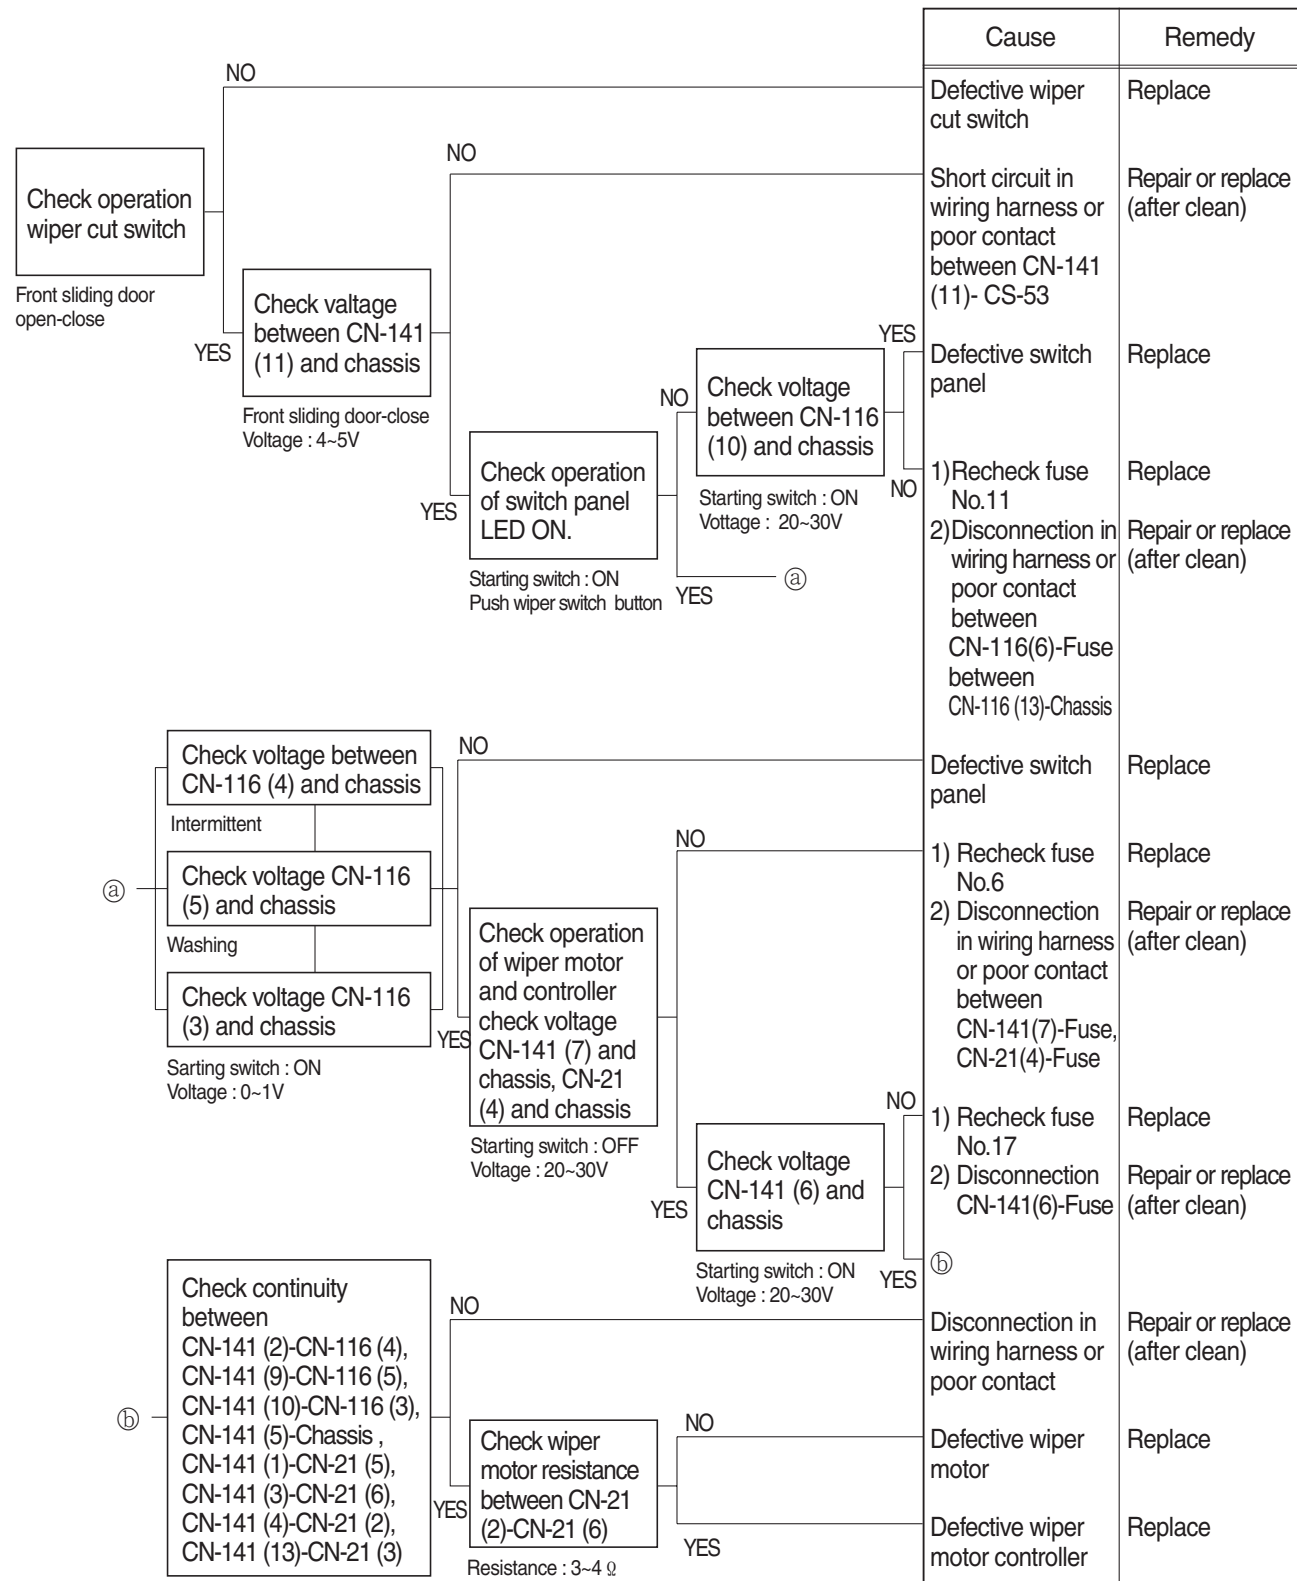 Cause
Remedy
NO
Defective wiper
cut switch
Replace
Check operation
wiper cut switch
Front sliding door
open-close
NO
Short circuit in
wiring harness or
poor contact
between CN-141
(11)- CS-53
Repair or replace
(after clean)
YES
Check valtage
between CN-141
(11) and chassis
Front sliding door-close
Voltage : 4~5V
YES
Defective switch
panel
Replace
NO
Check voltage
between CN-116
(10) and chassis
Starting switch : ON
Vottage : 20~30V
NO
1)Recheck fuse
No.11
Replace
2)Disconnection in
wiring harness or
poor contact
between
CN-116(6)-Fuse
between
CN-116 (13)-Chassis
Repair or replace
(after clean)
YES
Check operation
of switch panel
LED ON.
Starting switch : ON
Push wiper switch button
YES
ⓐ
Check voltage between
CN-116 (4) and chassis
Intermittent
NO
Defective switch
panel
Replace
ⓐ
Check voltage CN-116
(5) and chassis
Washing
Check voltage CN-116
(3) and chassis
Sarting switch : ON
Voltage : 0~1V
YES
NO
1) Recheck fuse
No.6
Replace
2) Disconnection
in wiring harness
or poor contact
between
CN-141(7)-Fuse,
CN-21(4)-Fuse
Repair or replace
(after clean)
Check operation
of wiper motor
and controller
check voltage
CN-141 (7) and
chassis, CN-21
(4) and chassis
Starting switch : OFF
Voltage : 20~30V
YES
Check voltage
CN-141 (6) and
chassis
Starting switch : ON
Voltage : 20~30V
NO
1) Recheck fuse
No.17
Replace
2) Disconnection
CN-141(6)-Fuse
Repair or replace
(after clean)
YES
ⓑ
ⓑ
Check continuity
between
CN-141 (2)-CN-116 (4),
CN-141 (9)-CN-116 (5),
CN-141 (10)-CN-116 (3),
CN-141 (5)-Chassis ,
CN-141 (1)-CN-21 (5),
CN-141 (3)-CN-21 (6),
CN-141 (4)-CN-21 (2),
CN-141 (13)-CN-21 (3)
NO
Disconnection in
wiring harness or
poor contact
Repair or replace
(after clean)
YES
Check wiper
motor resistance
between CN-21
(2)-CN-21 (6)
Resistance : 3~4 Ω
NO
Defective wiper
motor
Replace
YES
Defective wiper
motor controller
Replace